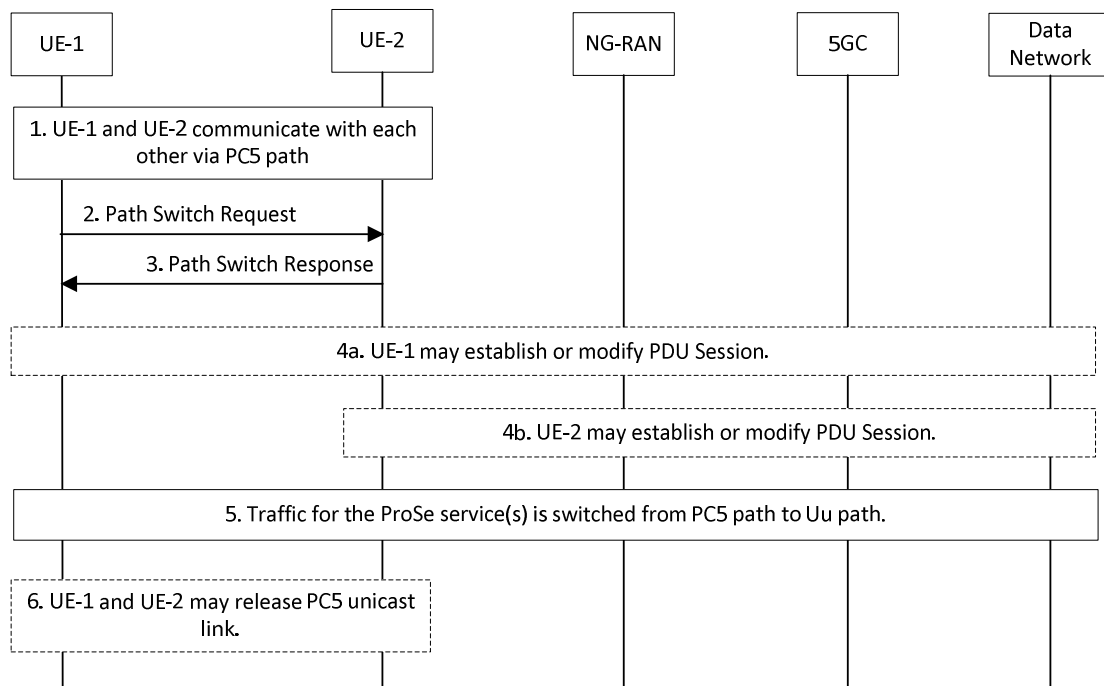 UE-1
UE-2
NG-RAN
5GC
Data
Network
1. UE-1 and UE-2 communicate with each
other via PC5 path
2. Path Switch Request
3. Path Switch Response
4a. UE-1 may establish or modify PDU Session.
4b. UE-2 may establish or modify PDU Session.
5. Traffic for the ProSe service(s) is switched from PC5 path to Uu path.
6. UE-1 and UE-2 may release PC5 unicast
link.